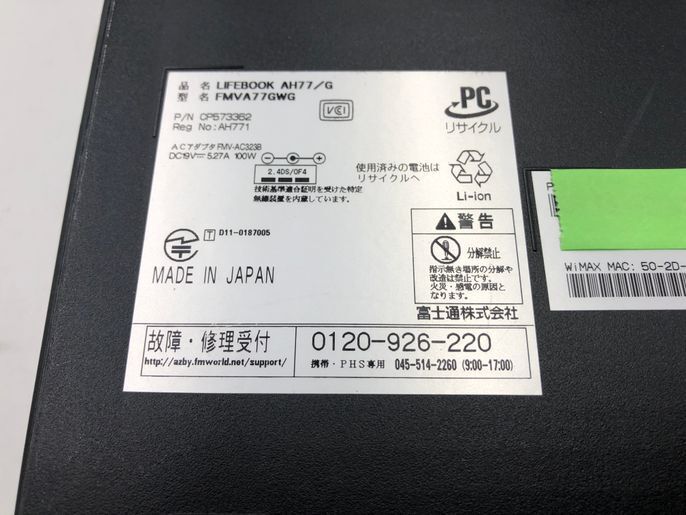 品名 LIFEBOOK AH77/G
型名 FMVA77GWG
P/N CP573362
Reg No:AH771
VCI
ACアダプタ FMV-AC323B
DC19V 5.27A 100W
2.4DS/OF4
技術基準適合証明を受けた特定
無線装置を内蔵しています。
PC
リサイクル
使用済みの電池は
リサイクルへ
Li-ion
T D11-0187005
MADE IN JAPAN
警告
分解禁止
指示無き場所の分解や
改造は禁止です。
火災・感電の原因と
なります。
富士通株式会社
故障・修理受付
http://azby.fmworld.net/support/
0120-926-220
携帯・PHS専用 045-514-2260 (9:00-17:00)
P
WiMAX MAC: 50-2D-